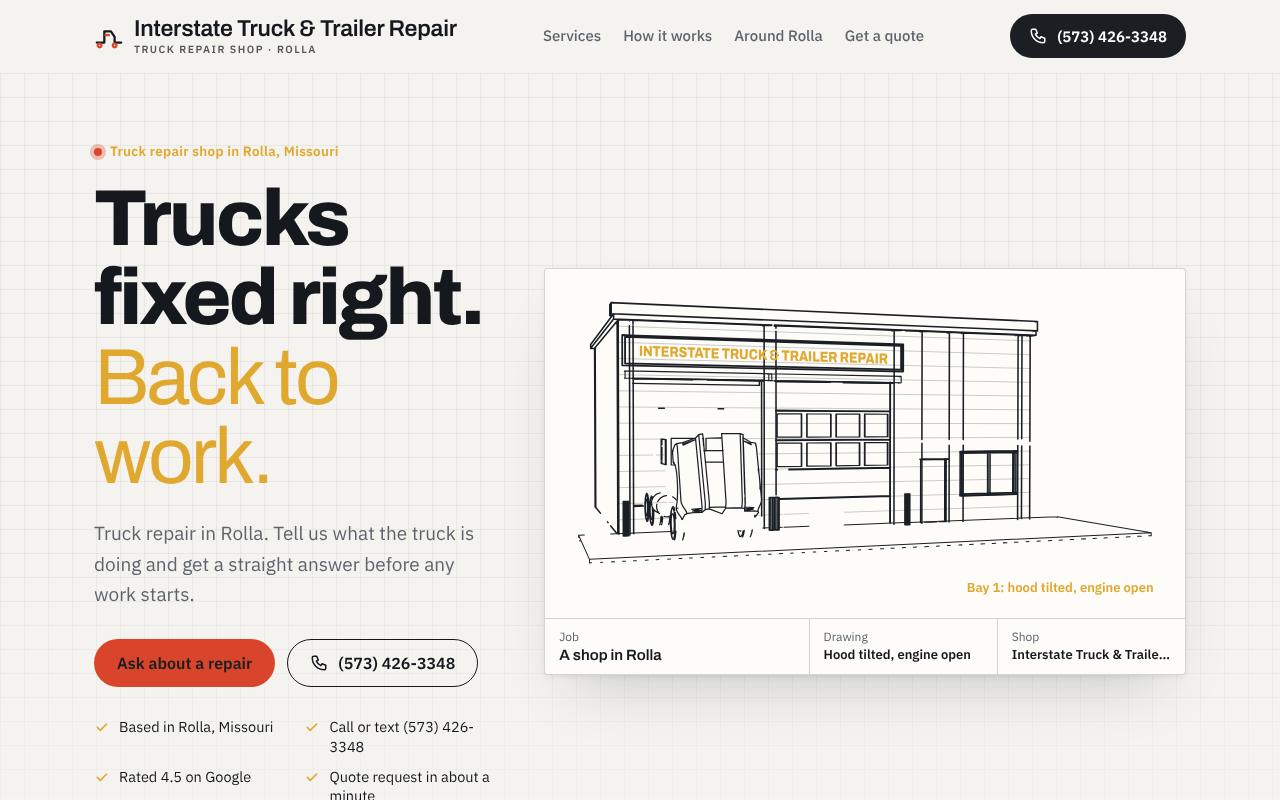 Interstate Truck & Trailer Repair
TRUCK REPAIR SHOP · ROLLA
Services
How it works
Around Rolla
Get a quote
(573) 426-3348
Truck repair shop in Rolla, Missouri
Trucks
fixed right.
Back to
work.
Truck repair in Rolla. Tell us what the truck is
doing and get a straight answer before any
work starts.
Ask about a repair
(573) 426-3348
Based in Rolla, Missouri
Call or text (573) 426-
3348
Rated 4.5 on Google
Quote request in about a
minute
INTERSTATE TRUCK & TRAILER REPAIR
Bay 1: hood tilted, engine open
Job
A shop in Rolla
Drawing
Hood tilted, engine open
Shop
Interstate Truck & Traile...